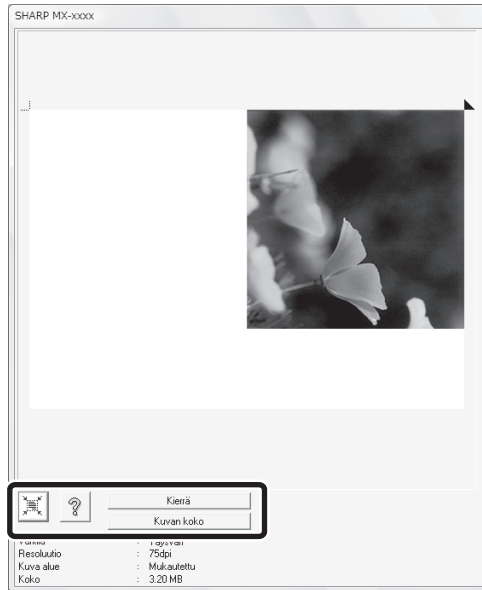 SHARP MX-xxxx
Kierrä
Kuvan koko
Resoluutio : 75dpi
Kuva alue : Mukautettu
Koko : 3.20 MB